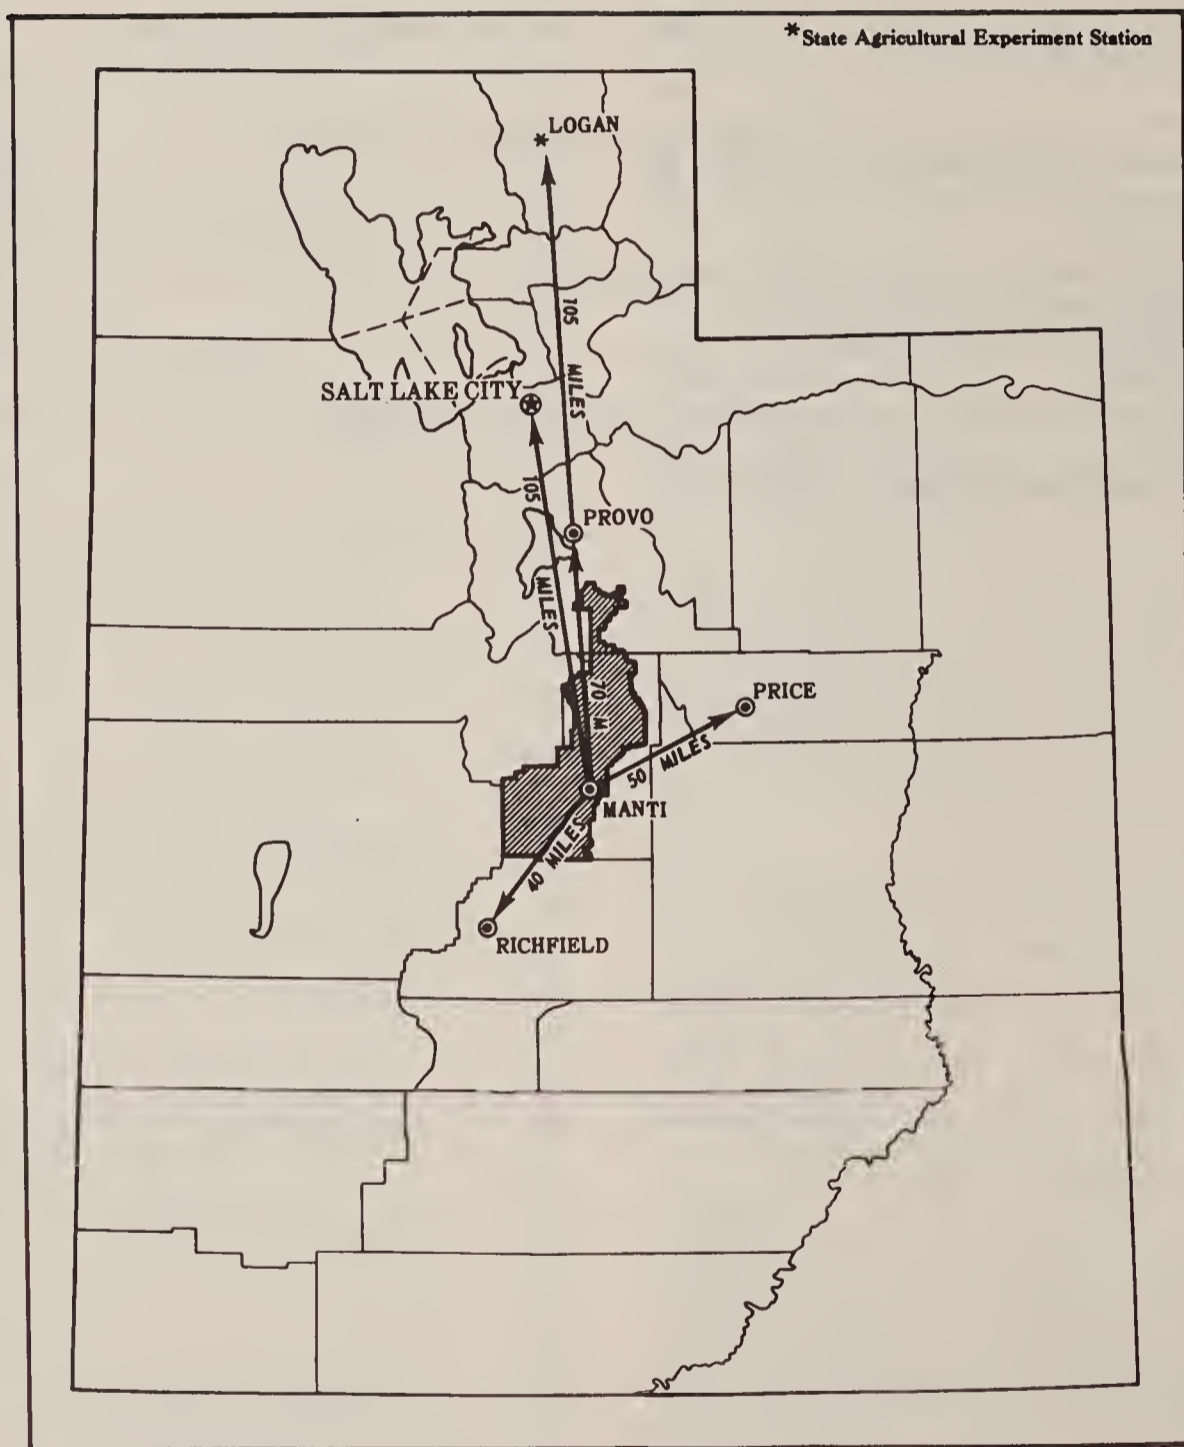 *State Agricultural Experiment Station
* LOGAN
105 MILES
SALT LAKE CITY
105 MILES
PROVO
70 M
PRICE
50 MILES
MANTI
40 MILES
RICHFIELD